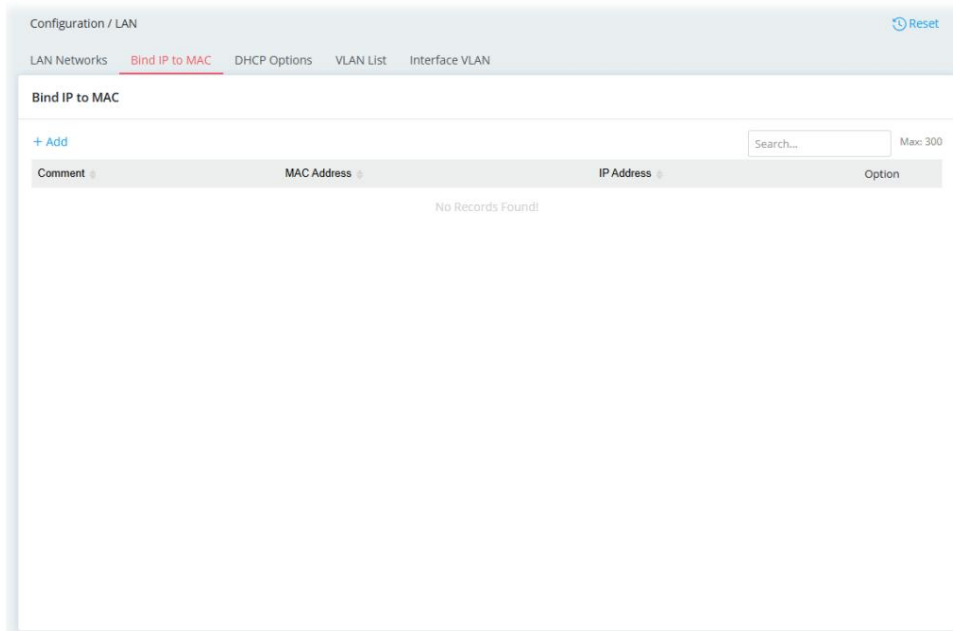 Configuration / LAN
Reset
LAN Networks Bind IP to MAC DHCP Options VLAN List Interface VLAN
Bind IP to MAC
+ Add
Search...
Max: 300
Comment MAC Address IP Address Option
No Records Found!